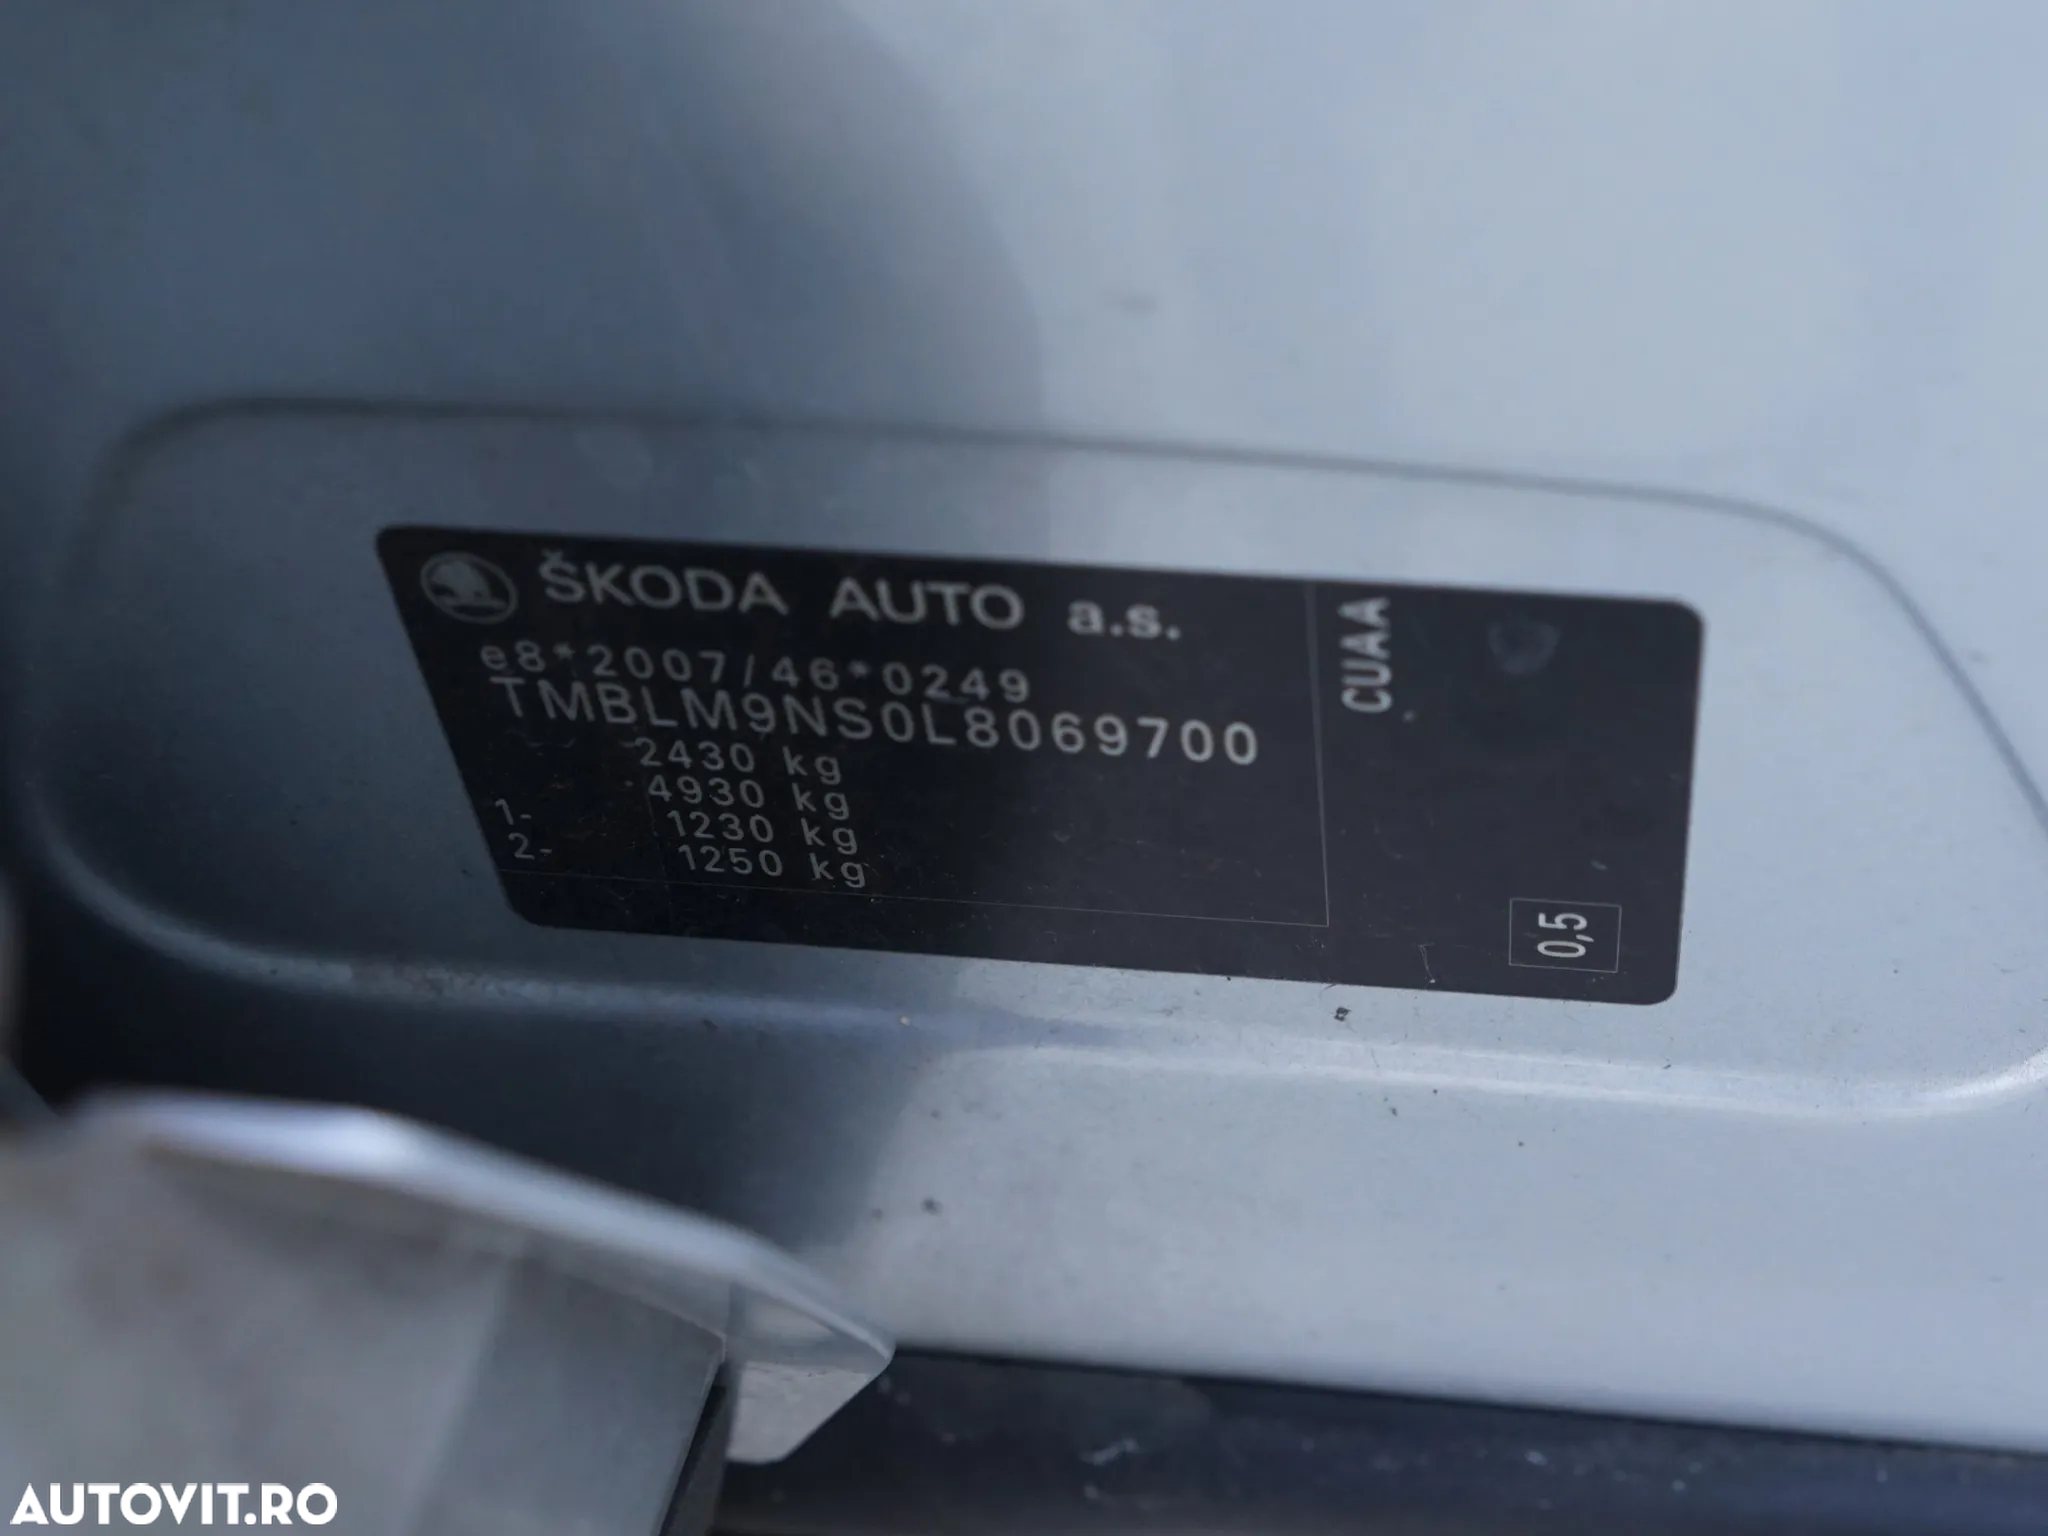 ŠKODA AUTO a.s.
e8*2007/46*0249
TMBLM9NS0L8069700
2430 kg
4930 kg
1- 1230 kg
2- 1250 kg
CUAA
0,5
AUTOVIT.RO